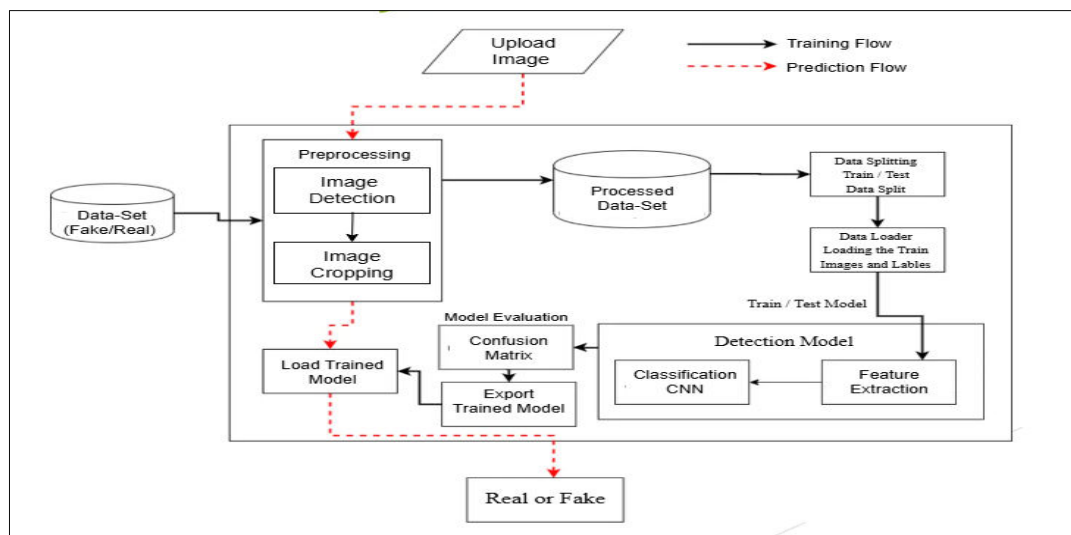 Upload
Image
Training Flow
Prediction Flow
Preprocessing
Image
Detection
Image
Cropping
Data-Set
(Fake/Real)
Processed
Data-Set
Data Splitting
Train / Test
Data Split
Data Loader
Loading the Train
Images and Lables
Train / Test Model
Detection Model
Feature
Extraction
Classification
CNN
Model Evaluation
Confusion
Matrix
Export
Trained Model
Load Trained
Model
Real or Fake